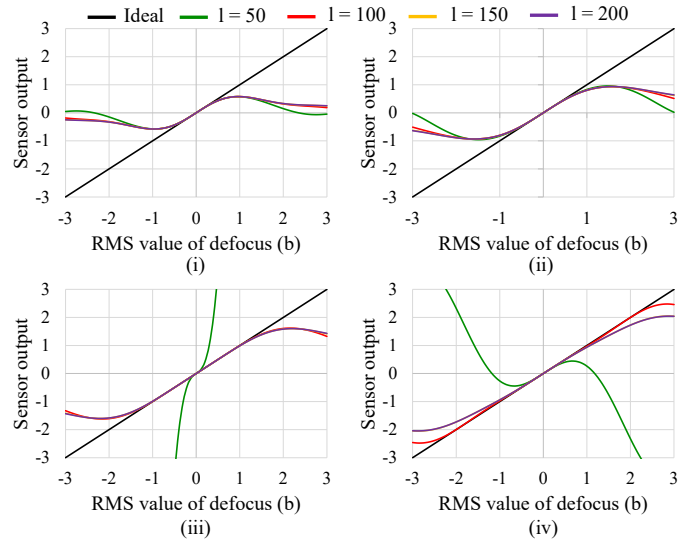 Ideal l = 50 l = 100 l = 150 l = 200
3
2
1
0
-1
-2
-3
Sensor output
-3 -2 -1 0 1 2 3
RMS value of defocus (b)
(i)
3
2
1
0
-1
-2
-3
Sensor output
-3 -2 -1 1 2 3
RMS value of defocus (b)
(ii)
3
2
1
0
-1
-2
-3
Sensor output
-3 -2 -1 0 1 2 3
RMS value of defocus (b)
(iii)
3
2
1
0
-1
-2
-3
Sensor output
-3 -2 -1 0 1 2 3
RMS value of defocus (b)
(iv)